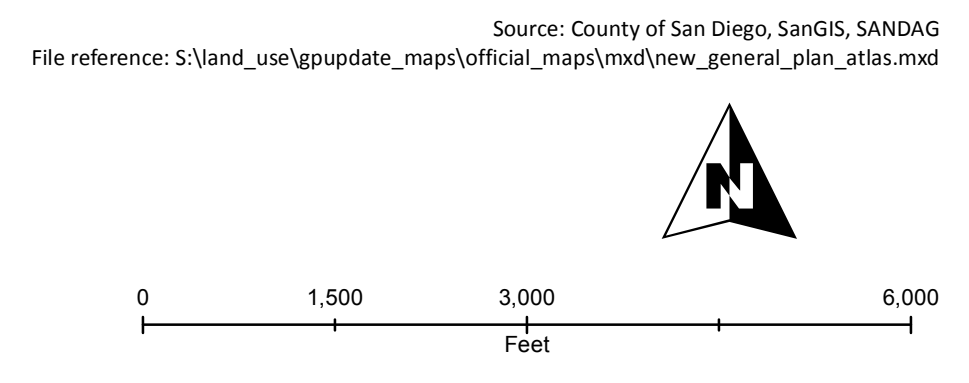 Source: County of San Diego, SanGIS, SANDAG
File reference: S:\land_use\gpupdate_maps\official_maps\mxd\new_general_plan_atlas.mxd
N
0 1,500 3,000 6,000
Feet